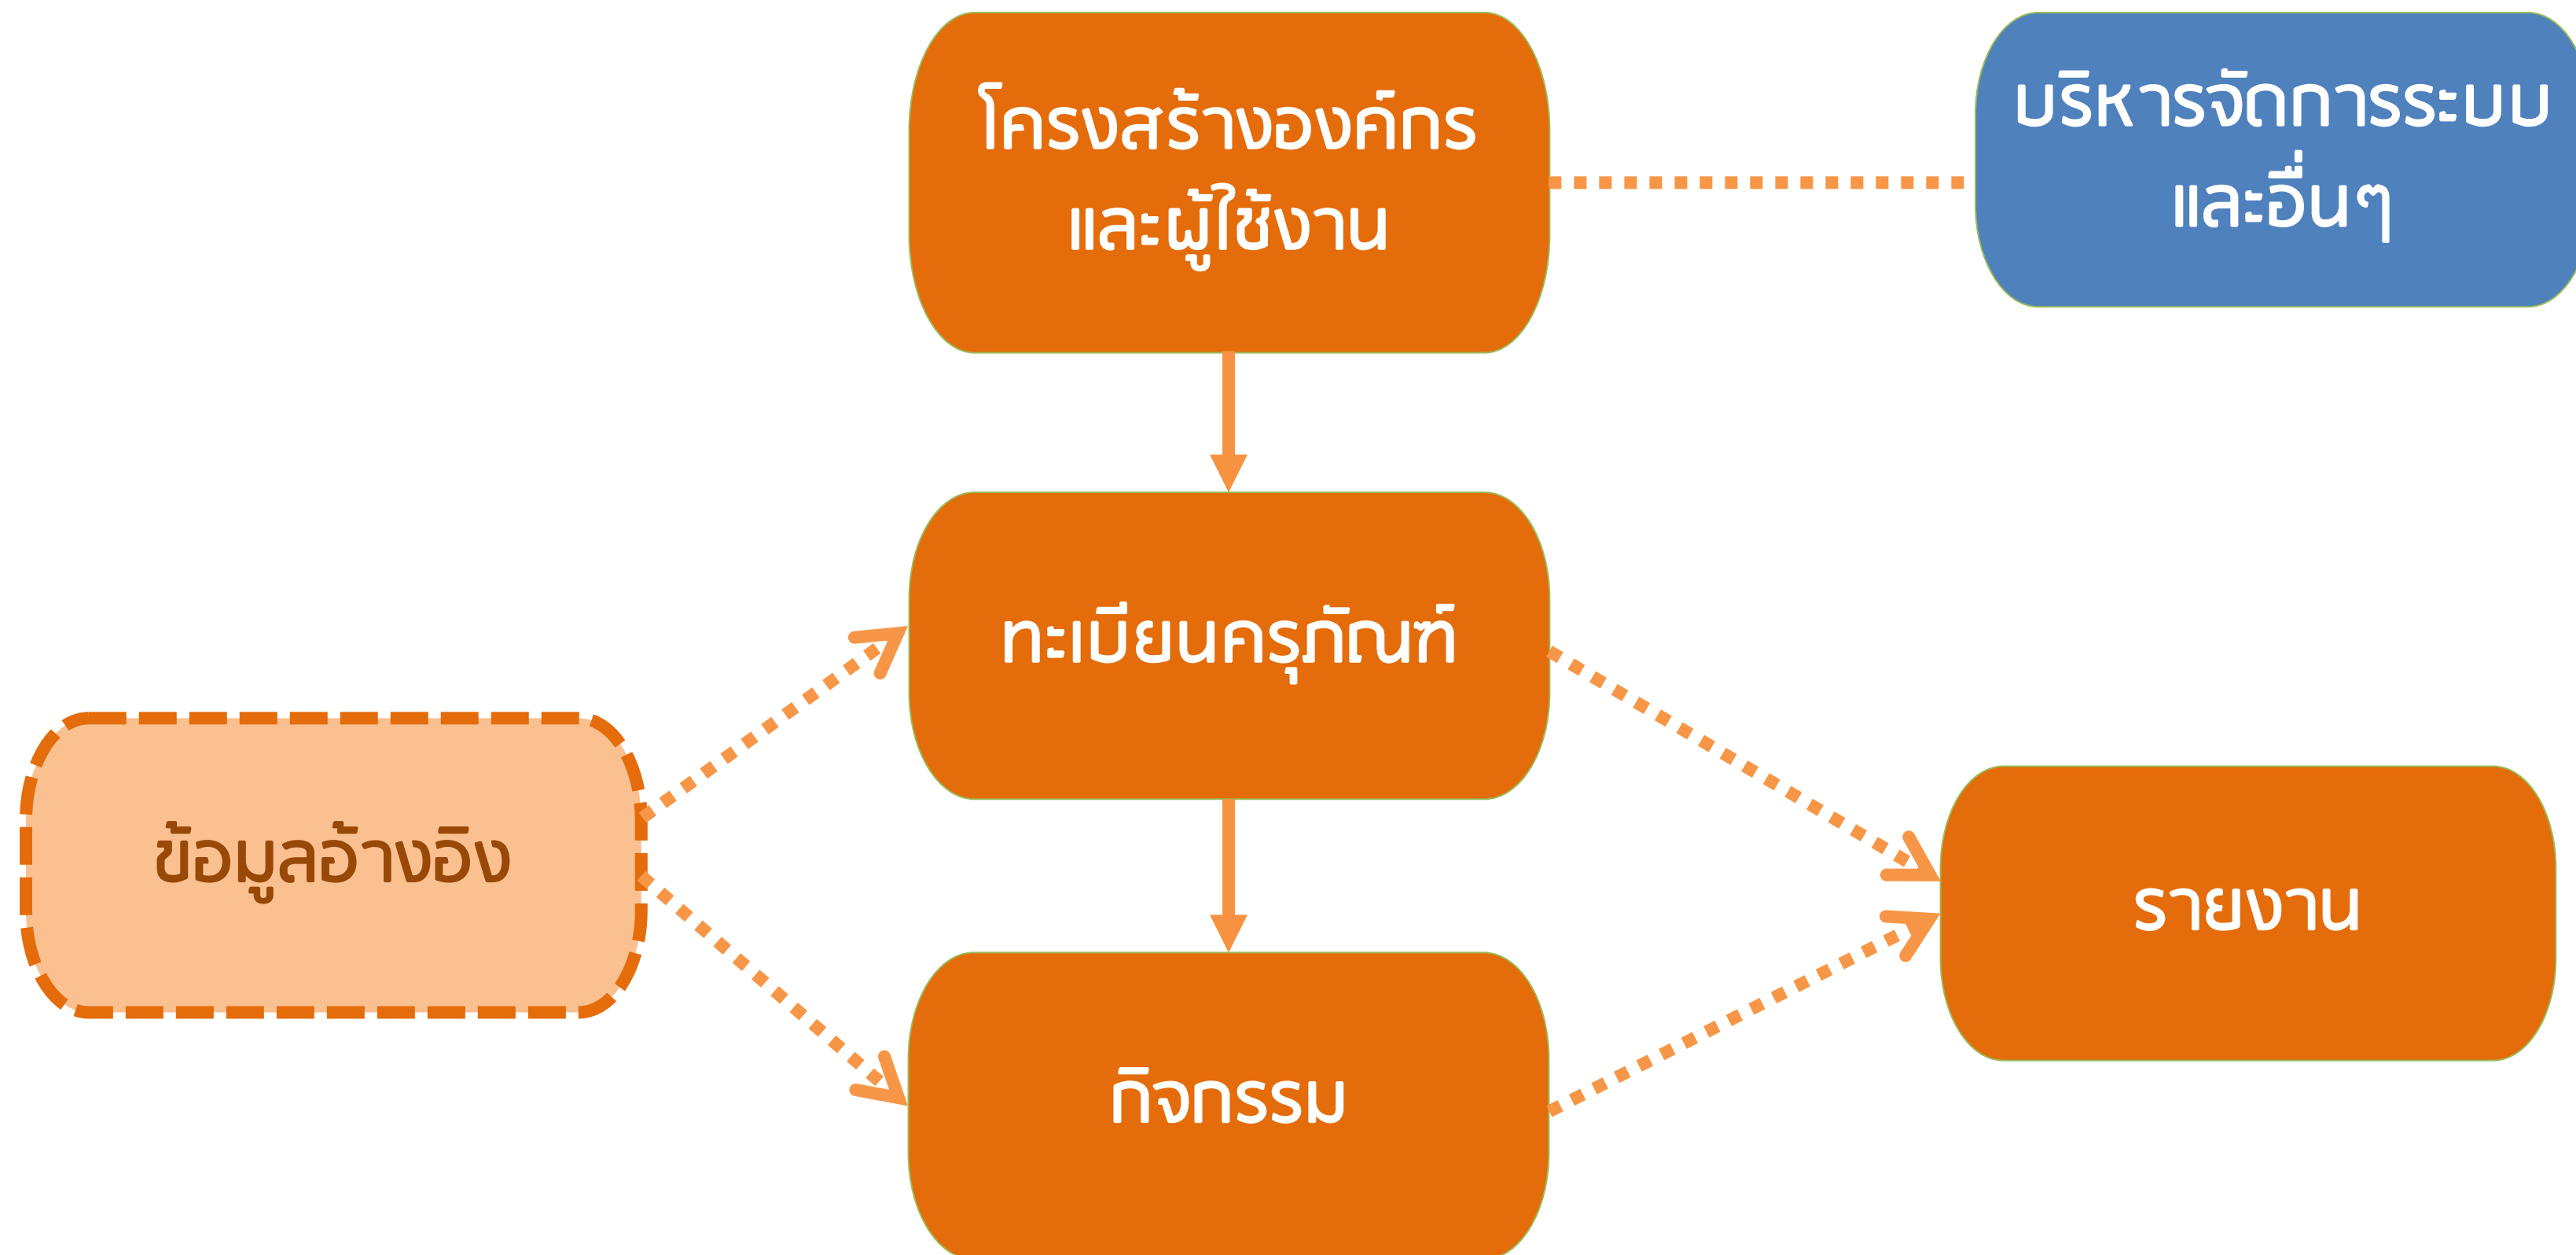 โครงสร้างองค์กร
และผู้ใช้งาน
บริหารจัดการระบบ
และอื่นๆ
ทะเบียนครุภัณฑ์
ข้อมูลอ้างอิง
รายงาน
กิจกรรม